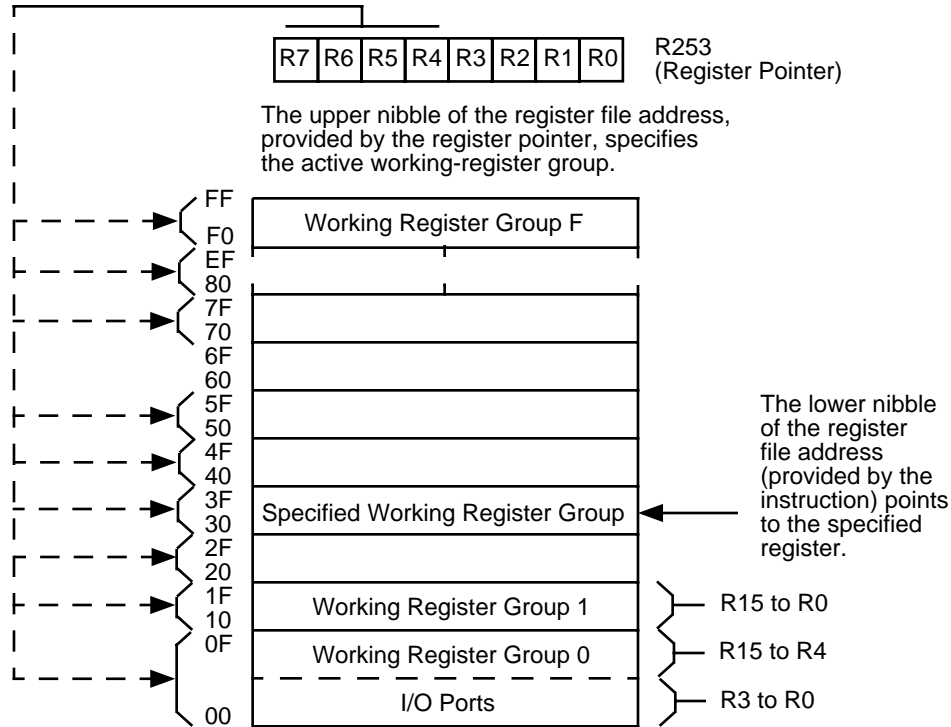 R7 R6 R5 R4 R3 R2 R1 R0
R253
(Register Pointer)
The upper nibble of the register file address,
provided by the register pointer, specifies
the active working-register group.
FF
Working Register Group F
F0
EF
80
7F
70
6F
60
5F
50
4F
40
3F
Specified Working Register Group
30
2F
20
The lower nibble
of the register
file address
(provided by the
instruction) points
to the specified
register.
1F
Working Register Group 1
R15 to R0
10
0F
Working Register Group 0
R15 to R4
I/O Ports
R3 to R0
00